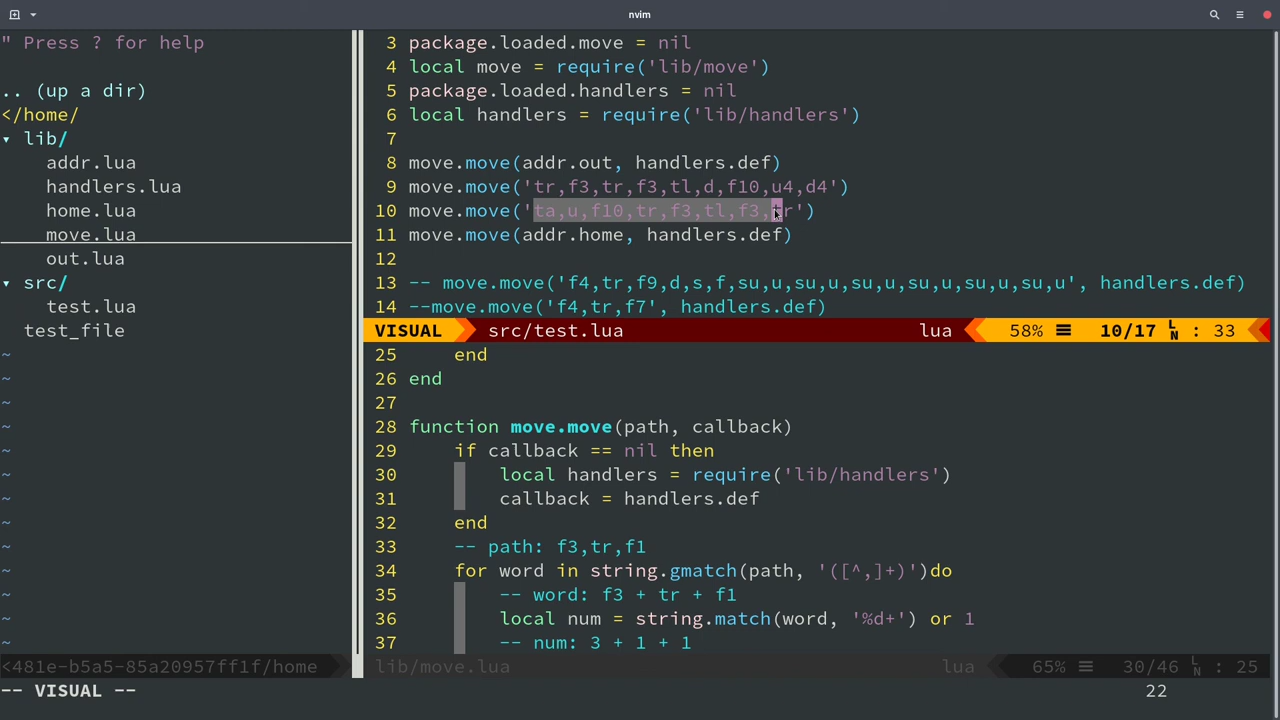 nvim
" Press ? for help
.. (up a dir)
</home/
▾ lib/
addr.lua
handlers.lua
home.lua
move.lua
out.lua
▾ src/
test.lua
test_file
~
~
~
~
~
~
~
~
~
~
~
~
~
<481e-b5a5-85a20957ff1f/home
3 package.loaded.move = nil
4 local move = require('lib/move')
5 package.loaded.handlers = nil
6 local handlers = require('lib/handlers')
7
8 move.move(addr.out, handlers.def)
9 move.move('tr,f3,tr,f3,tl,d,f10,u4,d4')
10 move.move('ta,u,f10,tr,f3,tl,f3,tr')
11 move.move(addr.home, handlers.def)
12
13 -- move.move('f4,tr,f9,d,s,f,su,u,su,u,su,u,su,u,su,u,su,u', handlers.def)
14 --move.move('f4,tr,f7', handlers.def)
VISUAL src/test.lua lua 58% ☰ 10/17 LN : 33
25 end
26 end
27
28 function move.move(path, callback)
29 if callback == nil then
30 local handlers = require('lib/handlers')
31 callback = handlers.def
32 end
33 -- path: f3,tr,f1
34 for word in string.gmatch(path, '([^,]+)')do
35 -- word: f3 + tr + f1
36 local num = string.match(word, '%d+') or 1
37 -- num: 3 + 1 + 1
lib/move.lua lua 65% ☰ 30/46 LN : 25
-- VISUAL -- 22